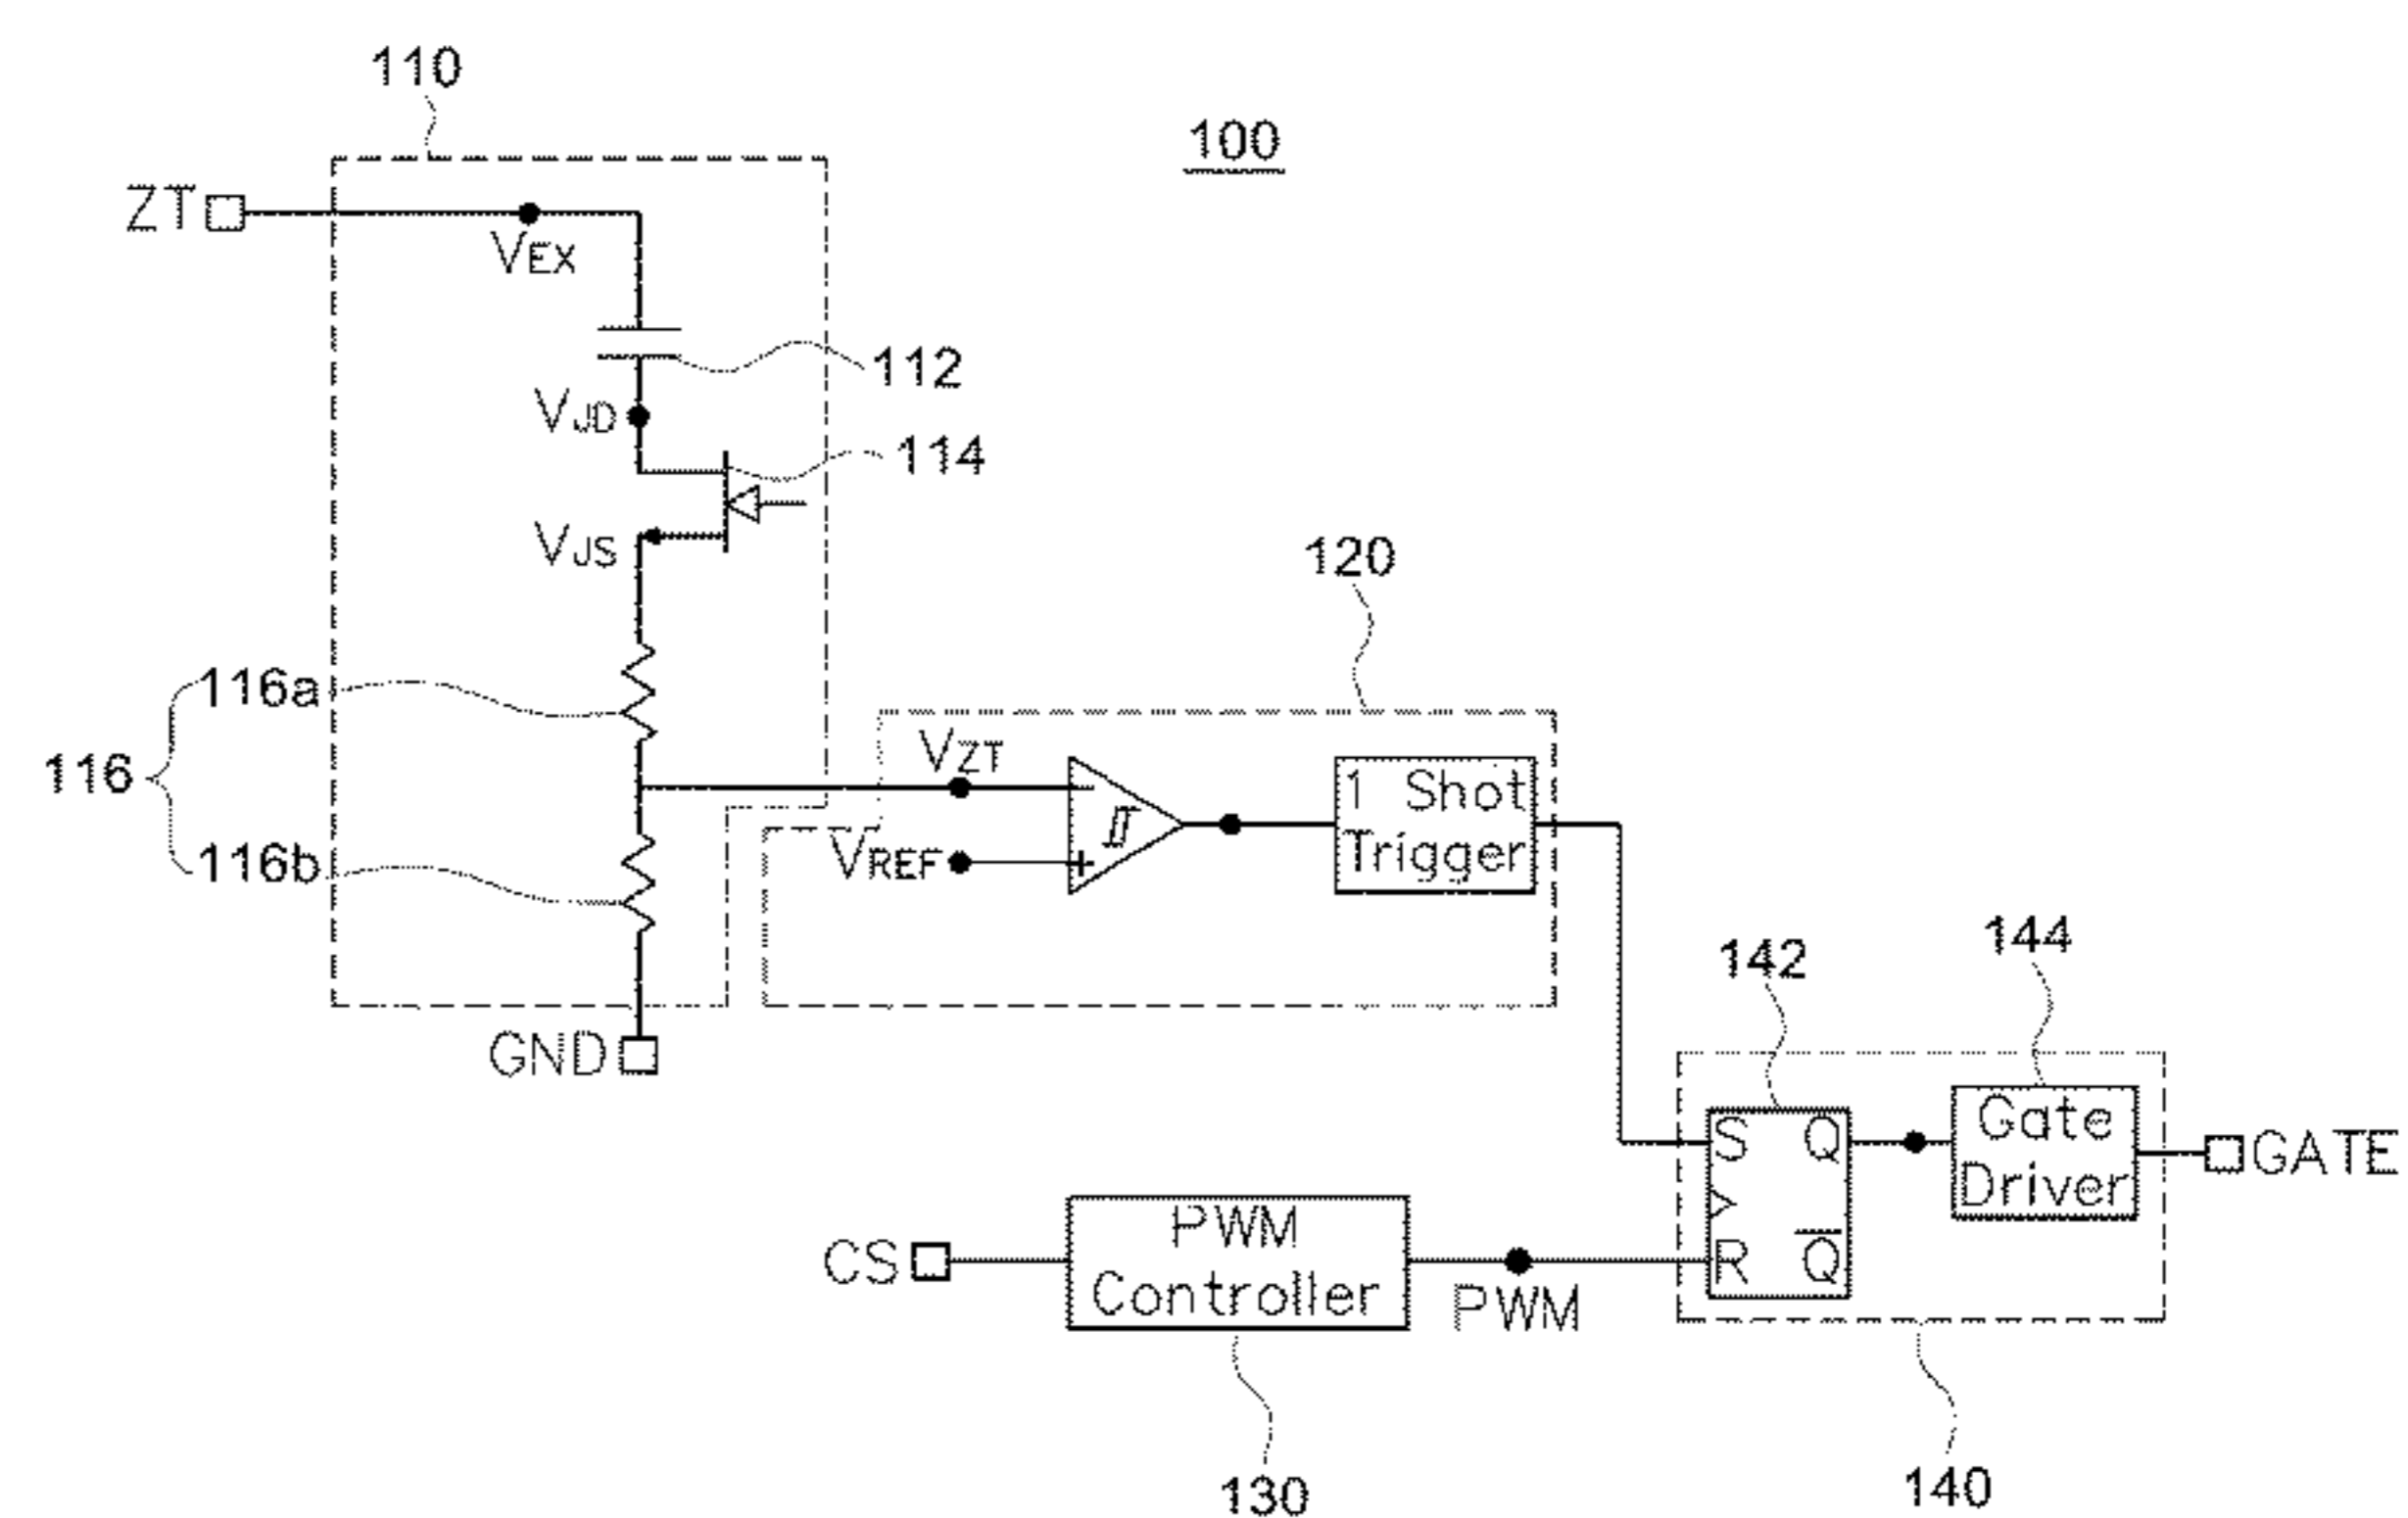 110
100
ZT
VEX
112
VJD
114
VJS
120
116a
VZT
116
1 Shot
Trigger
VREF
116b
142
144
GND
S Q
Gate
Driver
GATE
PWM
Controller
CS
R Q
PWM
130
140